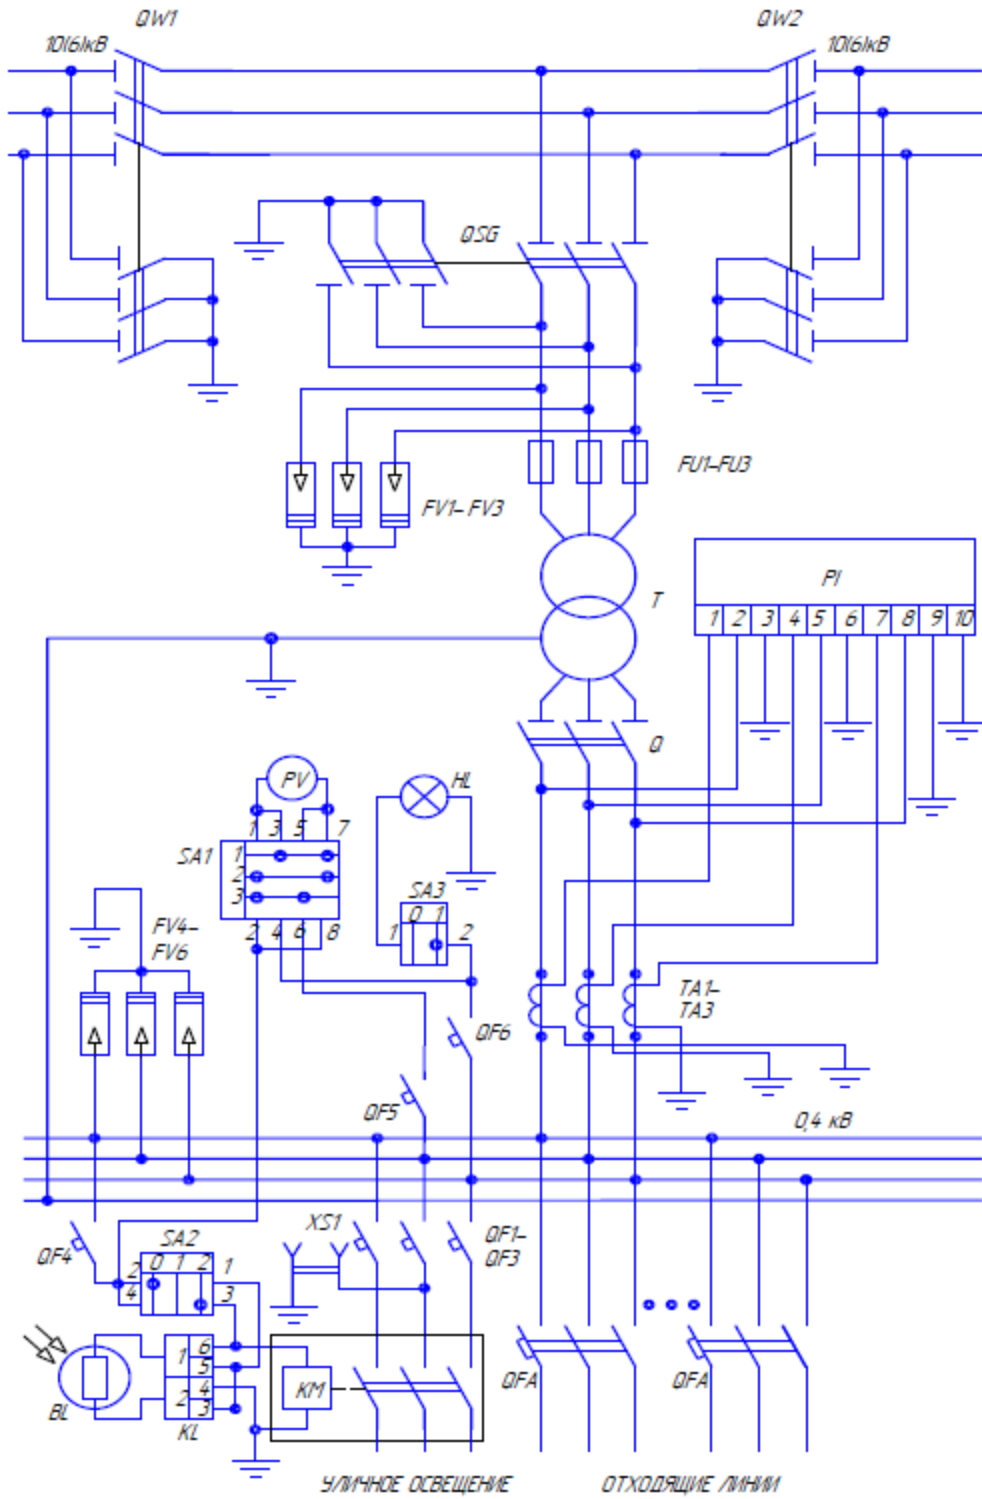 QW1
QW2
10(6)кВ
10(6)кВ
QSG
FU1-FU3
FV1-FV3
T
PI
1 2 3 4 5 6 7 8 9 10
Q
PV
HL
1 3 5 7
SA1
1
2
3
2 4 6 8
SA3
0 1
1 2
FV4-
FV6
TA1-
TA3
QF6
QF5
0,4 кВ
XS1
QF1-
QF3
QF4
SA2
2 0 1 2 1
4 3
6
1
5
4
2
3
BL
KL
KM
QFA
QFA
УЛИЧНОЕ ОСВЕЩЕНИЕ
ОТХОДЯЩИЕ ЛИНИИ